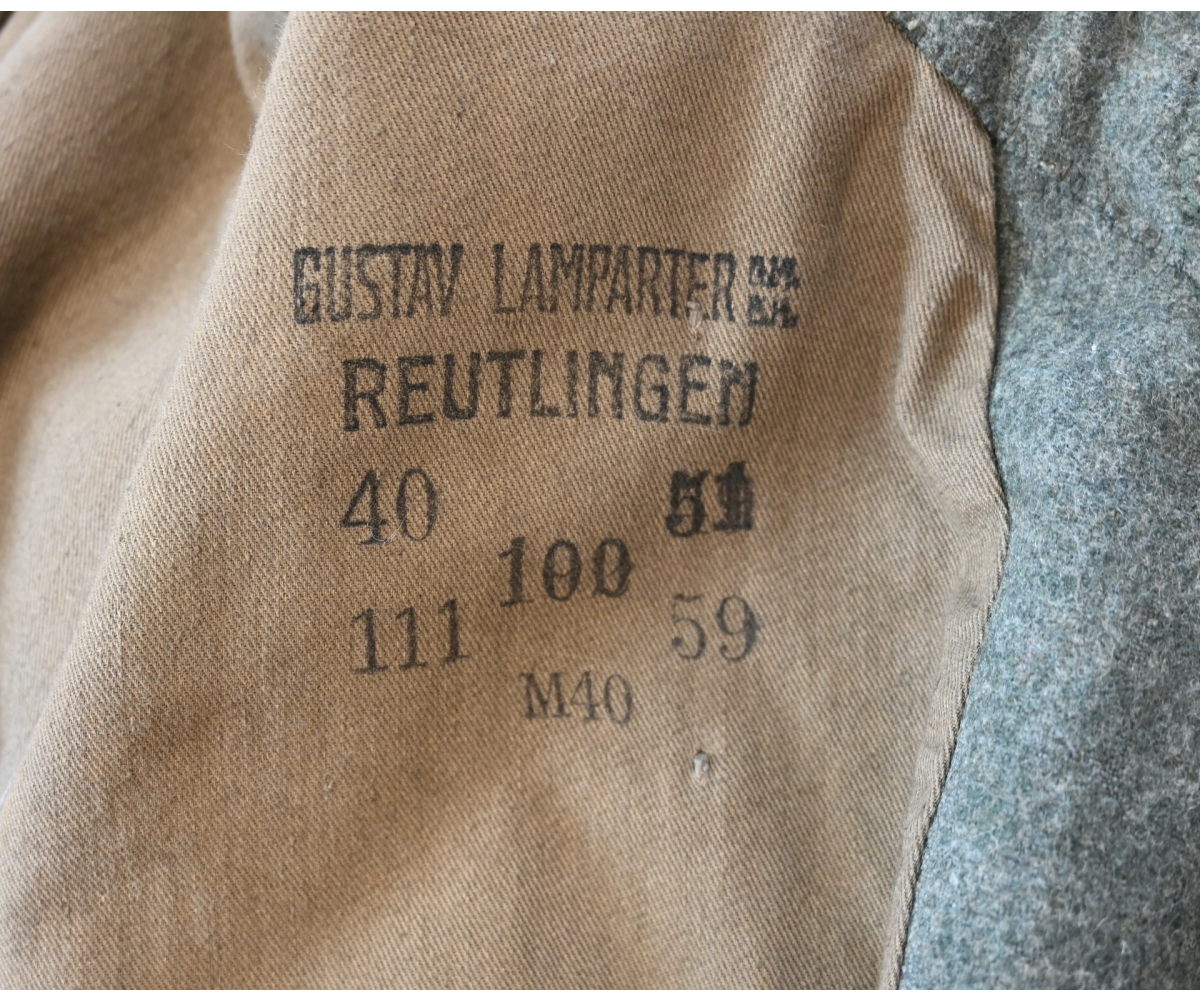 GUSTAV LAMPARTER G.M.B.H.
REUTLINGEN
40
100
111 59
M40